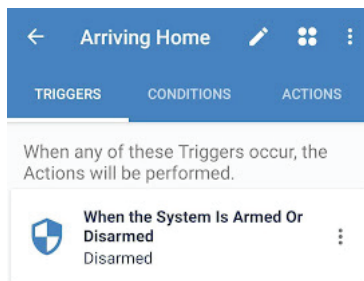 Arriving Home
TRIGGERS CONDITIONS ACTIONS
When any of these Triggers occur, the
Actions will be performed.
When the System Is Armed Or
Disarmed
Disarmed